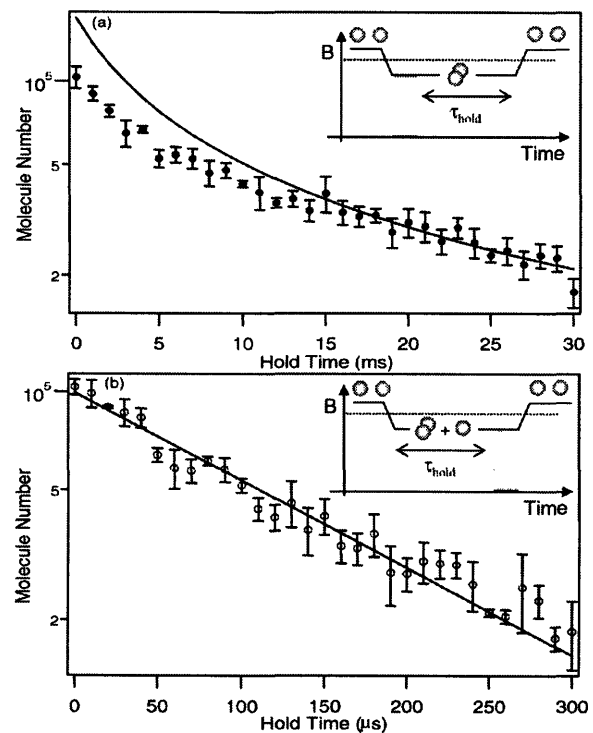 (a)
B
τhold
Time
10⁵
5
2
Molecule Number
0 5 10 15 20 25 30
Hold Time (ms)
(b)
B
+
τhold
Time
10⁵
5
2
Molecule Number
0 50 100 150 200 250 300
Hold Time (μs)